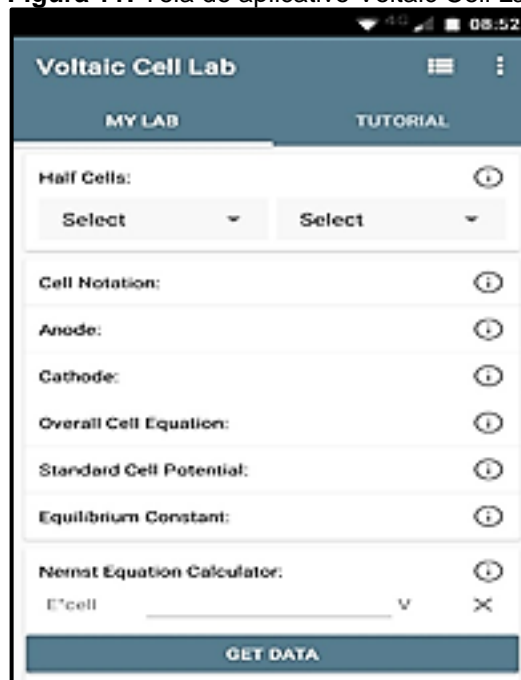 Figura 11: Tela do aplicativo Voltaic Cell
4G 08:52
Voltaic Cell Lab
MY LAB TUTORIAL
Half Cells:
Select Select
Cell Notation:
Anode:
Cathode:
Overall Cell Equation:
Standard Cell Potential:
Equilibrium Constant:
Nernst Equation Calculator:
E°cell V
GET DATA